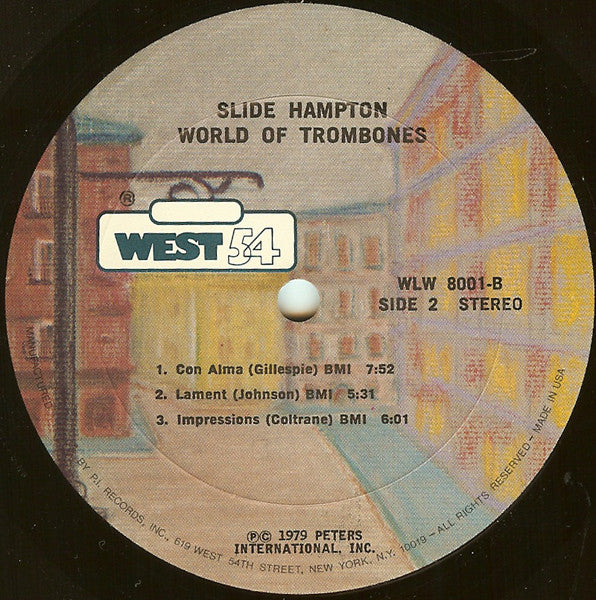 SLIDE HAMPTON
WORLD OF TROMBONES
®
WEST 54
WLW 8001-B
SIDE 2 STEREO
1. Con Alma (Gillespie) BMI 7:52
2. Lament (Johnson) BMI 5:31
3. Impressions (Coltrane) BMI 6:01
℗© 1979 PETERS
INTERNATIONAL, INC.
MANUFACTURED BY P.I. RECORDS, INC., 619 WEST 54TH STREET, NEW YORK, N.Y. 10019 – ALL RIGHTS RESERVED – MADE IN USA